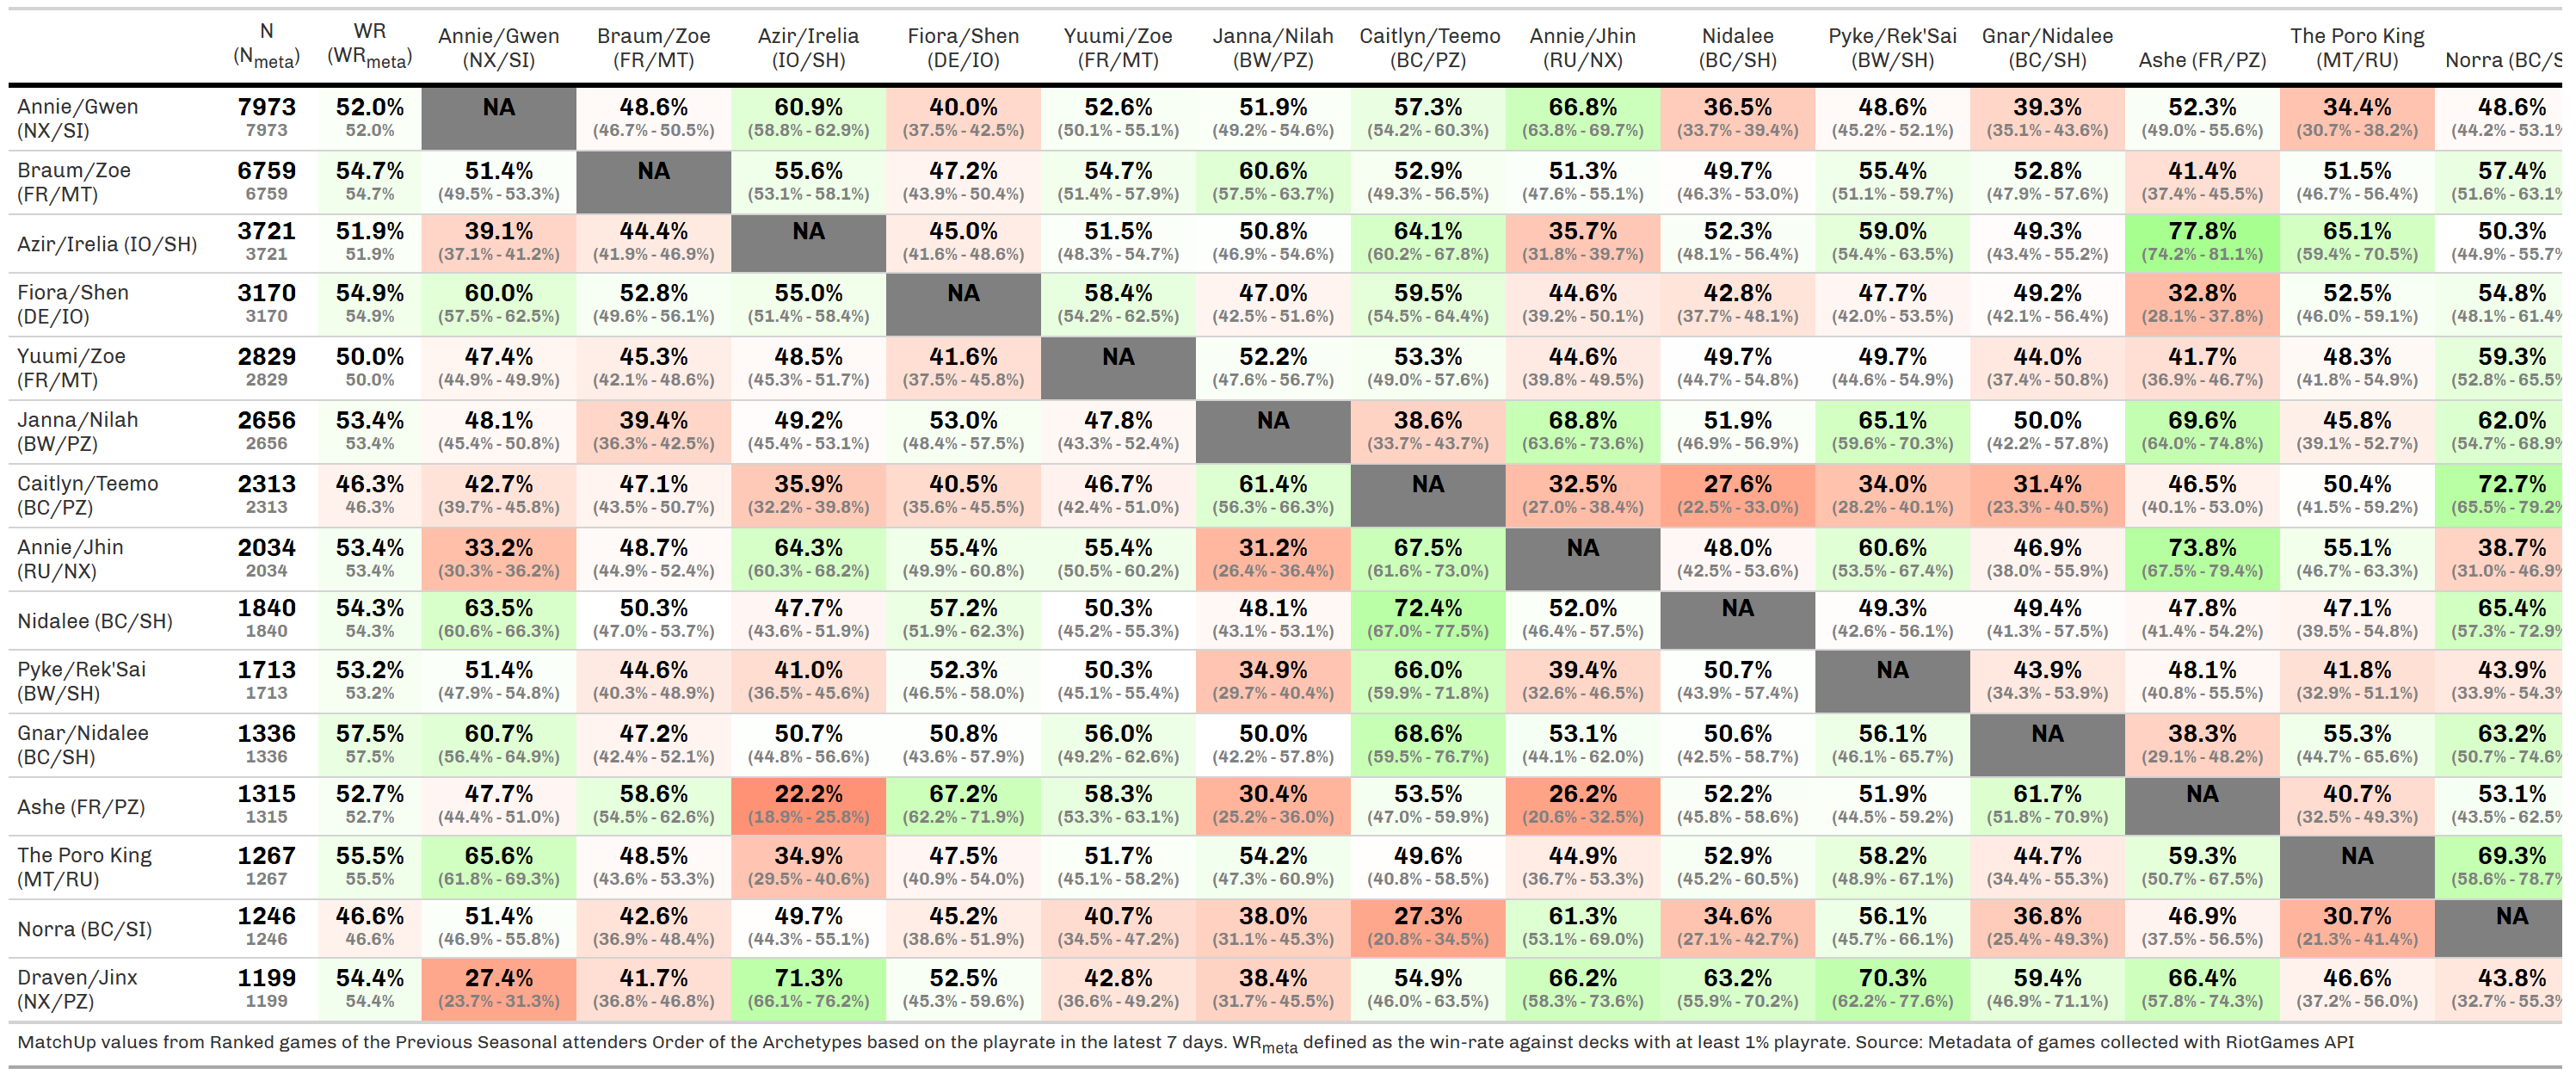 N WR Annie/Gwen Braum/Zoe Azir/Irelia Fiora/Shen Yuumi/Zoe Janna/Nilah Caitlyn/Teemo Annie/Jhin Nidalee Pyke/Rek'Sai Gnar/Nidalee Ashe (FR/PZ) The Poro King Norra (BC/S
(Nmeta) (WRmeta) (NX/SI) (FR/MT) (IO/SH) (DE/IO) (FR/MT) (BW/PZ) (BC/PZ) (RU/NX) (BC/SH) (BW/SH) (BC/SH) (MT/RU)
Annie/Gwen 7973 52.0% NA 48.6% 60.9% 40.0% 52.6% 51.9% 57.3% 66.8% 36.5% 48.6% 39.3% 52.3% 34.4% 48.6%
(NX/SI) 7973 52.0% (46.7% - 50.5%) (58.8% - 62.9%) (37.5% - 42.5%) (50.1% - 55.1%) (49.2% - 54.6%) (54.2% - 60.3%) (63.8% - 69.7%) (33.7% - 39.4%) (45.2% - 52.1%) (35.1% - 43.6%) (49.0% - 55.6%) (30.7% - 38.2%) (44.2% - 53.1%
Braum/Zoe 6759 54.7% 51.4% NA 55.6% 47.2% 54.7% 60.6% 52.9% 51.3% 49.7% 55.4% 52.8% 41.4% 51.5% 57.4%
(FR/MT) 6759 54.7% (49.5% - 53.3%) (53.1% - 58.1%) (43.9% - 50.4%) (51.4% - 57.9%) (57.5% - 63.7%) (49.3% - 56.5%) (47.6% - 55.1%) (46.3% - 53.0%) (51.1% - 59.7%) (47.9% - 57.6%) (37.4% - 45.5%) (46.7% - 56.4%) (51.6% - 63.1%
Azir/Irelia (IO/SH) 3721 51.9% 39.1% 44.4% NA 45.0% 51.5% 50.8% 64.1% 35.7% 52.3% 59.0% 49.3% 77.8% 65.1% 50.3%
3721 51.9% (37.1% - 41.2%) (41.9% - 46.9%) (41.6% - 48.6%) (48.3% - 54.7%) (46.9% - 54.6%) (60.2% - 67.8%) (31.8% - 39.7%) (48.1% - 56.4%) (54.4% - 63.5%) (43.4% - 55.2%) (74.2% - 81.1%) (59.4% - 70.5%) (44.9% - 55.7%
Fiora/Shen 3170 54.9% 60.0% 52.8% 55.0% NA 58.4% 47.0% 59.5% 44.6% 42.8% 47.7% 49.2% 32.8% 52.5% 54.8%
(DE/IO) 3170 54.9% (57.5% - 62.5%) (49.6% - 56.1%) (51.4% - 58.4%) (54.2% - 62.5%) (42.5% - 51.6%) (54.5% - 64.4%) (39.2% - 50.1%) (37.7% - 48.1%) (42.0% - 53.5%) (42.1% - 56.4%) (28.1% - 37.8%) (46.0% - 59.1%) (48.1% - 61.4%
Yuumi/Zoe 2829 50.0% 47.4% 45.3% 48.5% 41.6% NA 52.2% 53.3% 44.6% 49.7% 49.7% 44.0% 41.7% 48.3% 59.3%
(FR/MT) 2829 50.0% (44.9% - 49.9%) (42.1% - 48.6%) (45.3% - 51.7%) (37.5% - 45.8%) (47.6% - 56.7%) (49.0% - 57.6%) (39.8% - 49.5%) (44.7% - 54.8%) (44.6% - 54.9%) (37.4% - 50.8%) (36.9% - 46.7%) (41.8% - 54.9%) (52.8% - 65.5%
Janna/Nilah 2656 53.4% 48.1% 39.4% 49.2% 53.0% 47.8% NA 38.6% 68.8% 51.9% 65.1% 50.0% 69.6% 45.8% 62.0%
(BW/PZ) 2656 53.4% (45.4% - 50.8%) (36.3% - 42.5%) (45.4% - 53.1%) (48.4% - 57.5%) (43.3% - 52.4%) (33.7% - 43.7%) (63.6% - 73.6%) (46.9% - 56.9%) (59.6% - 70.3%) (42.2% - 57.8%) (64.0% - 74.8%) (39.1% - 52.7%) (54.7% - 68.9%
Caitlyn/Teemo 2313 46.3% 42.7% 47.1% 35.9% 40.5% 46.7% 61.4% NA 32.5% 27.6% 34.0% 31.4% 46.5% 50.4% 72.7%
(BC/PZ) 2313 46.3% (39.7% - 45.8%) (43.5% - 50.7%) (32.2% - 39.8%) (35.6% - 45.5%) (42.4% - 51.0%) (56.3% - 66.3%) (27.0% - 38.4%) (22.5% - 33.0%) (28.2% - 40.1%) (23.3% - 40.5%) (40.1% - 53.0%) (41.5% - 59.2%) (65.5% - 79.2%
Annie/Jhin 2034 53.4% 33.2% 48.7% 64.3% 55.4% 55.4% 31.2% 67.5% NA 48.0% 60.6% 46.9% 73.8% 55.1% 38.7%
(RU/NX) 2034 53.4% (30.3% - 36.2%) (44.9% - 52.4%) (60.3% - 68.2%) (49.9% - 60.8%) (50.5% - 60.2%) (26.4% - 36.4%) (61.6% - 73.0%) (42.5% - 53.6%) (53.5% - 67.4%) (38.0% - 55.9%) (67.5% - 79.4%) (46.7% - 63.3%) (31.0% - 46.9%
Nidalee (BC/SH) 1840 54.3% 63.5% 50.3% 47.7% 57.2% 50.3% 48.1% 72.4% 52.0% NA 49.3% 49.4% 47.8% 47.1% 65.4%
1840 54.3% (60.6% - 66.3%) (47.0% - 53.7%) (43.6% - 51.9%) (51.9% - 62.3%) (45.2% - 55.3%) (43.1% - 53.1%) (67.0% - 77.5%) (46.4% - 57.5%) (42.6% - 56.1%) (41.3% - 57.5%) (41.4% - 54.2%) (39.5% - 54.8%) (57.3% - 72.9%
Pyke/Rek'Sai 1713 53.2% 51.4% 44.6% 41.0% 52.3% 50.3% 34.9% 66.0% 39.4% 50.7% NA 43.9% 48.1% 41.8% 43.9%
(BW/SH) 1713 53.2% (47.9% - 54.8%) (40.3% - 48.9%) (36.5% - 45.6%) (46.5% - 58.0%) (45.1% - 55.4%) (29.7% - 40.4%) (59.9% - 71.8%) (32.6% - 46.5%) (43.9% - 57.4%) (34.3% - 53.9%) (40.8% - 55.5%) (32.9% - 51.1%) (33.9% - 54.3%
Gnar/Nidalee 1336 57.5% 60.7% 47.2% 50.7% 50.8% 56.0% 50.0% 68.6% 53.1% 50.6% 56.1% NA 38.3% 55.3% 63.2%
(BC/SH) 1336 57.5% (56.4% - 64.9%) (42.4% - 52.1%) (44.8% - 56.6%) (43.6% - 57.9%) (49.2% - 62.6%) (42.2% - 57.8%) (59.5% - 76.7%) (44.1% - 62.0%) (42.5% - 58.7%) (46.1% - 65.7%) (29.1% - 48.2%) (44.7% - 65.6%) (50.7% - 74.6%
Ashe (FR/PZ) 1315 52.7% 47.7% 58.6% 22.2% 67.2% 58.3% 30.4% 53.5% 26.2% 52.2% 51.9% 61.7% NA 40.7% 53.1%
1315 52.7% (44.4% - 51.0%) (54.5% - 62.6%) (18.9% - 25.8%) (62.2% - 71.9%) (53.3% - 63.1%) (25.2% - 36.0%) (47.0% - 59.9%) (20.6% - 32.5%) (45.8% - 58.6%) (44.5% - 59.2%) (51.8% - 70.9%) (32.5% - 49.3%) (43.5% - 62.5%
The Poro King 1267 55.5% 65.6% 48.5% 34.9% 47.5% 51.7% 54.2% 49.6% 44.9% 52.9% 58.2% 44.7% 59.3% NA 69.3%
(MT/RU) 1267 55.5% (61.8% - 69.3%) (43.6% - 53.3%) (29.5% - 40.6%) (40.9% - 54.0%) (45.1% - 58.2%) (47.3% - 60.9%) (40.8% - 58.5%) (36.7% - 53.3%) (45.2% - 60.5%) (48.9% - 67.1%) (34.4% - 55.3%) (50.7% - 67.5%) (58.6% - 78.7%
Norra (BC/SI) 1246 46.6% 51.4% 42.6% 49.7% 45.2% 40.7% 38.0% 27.3% 61.3% 34.6% 56.1% 36.8% 46.9% 30.7% NA
1246 46.6% (46.9% - 55.8%) (36.9% - 48.4%) (44.3% - 55.1%) (38.6% - 51.9%) (34.5% - 47.2%) (31.1% - 45.3%) (20.8% - 34.5%) (53.1% - 69.0%) (27.1% - 42.7%) (45.7% - 66.1%) (25.4% - 49.3%) (37.5% - 56.5%) (21.3% - 41.4%)
Draven/Jinx 1199 54.4% 27.4% 41.7% 71.3% 52.5% 42.8% 38.4% 54.9% 66.2% 63.2% 70.3% 59.4% 66.4% 46.6% 43.8%
(NX/PZ) 1199 54.4% (23.7% - 31.3%) (36.8% - 46.8%) (66.1% - 76.2%) (45.3% - 59.6%) (36.6% - 49.2%) (31.7% - 45.5%) (46.0% - 63.5%) (58.3% - 73.6%) (55.9% - 70.2%) (62.2% - 77.6%) (46.9% - 71.1%) (57.8% - 74.3%) (37.2% - 56.0%) (32.7% - 55.3%
MatchUp values from Ranked games of the Previous Seasonal attenders Order of the Archetypes based on the playrate in the latest 7 days. WRmeta defined as the win-rate against decks with at least 1% playrate. Source: Metadata of games collected with RiotGames API